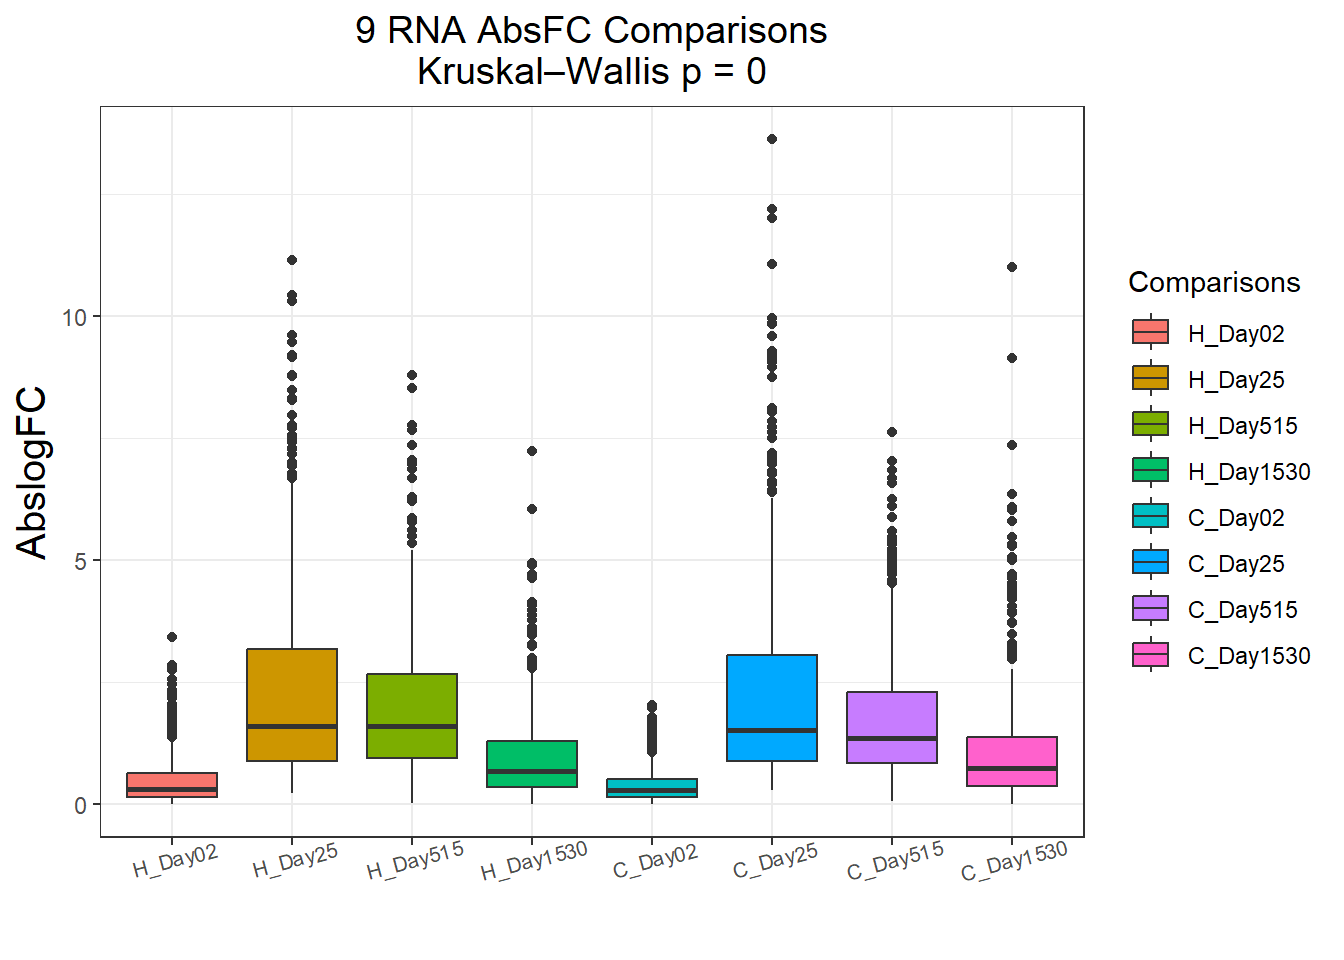 9 RNA AbsFC Comparisons
Kruskal–Wallis p = 0
AbslogFC
10
5
0
H_Day02
H_Day25
H_Day515
H_Day1530
C_Day02
C_Day25
C_Day515
C_Day1530
Comparisons
H_Day02
H_Day25
H_Day515
H_Day1530
C_Day02
C_Day25
C_Day515
C_Day1530